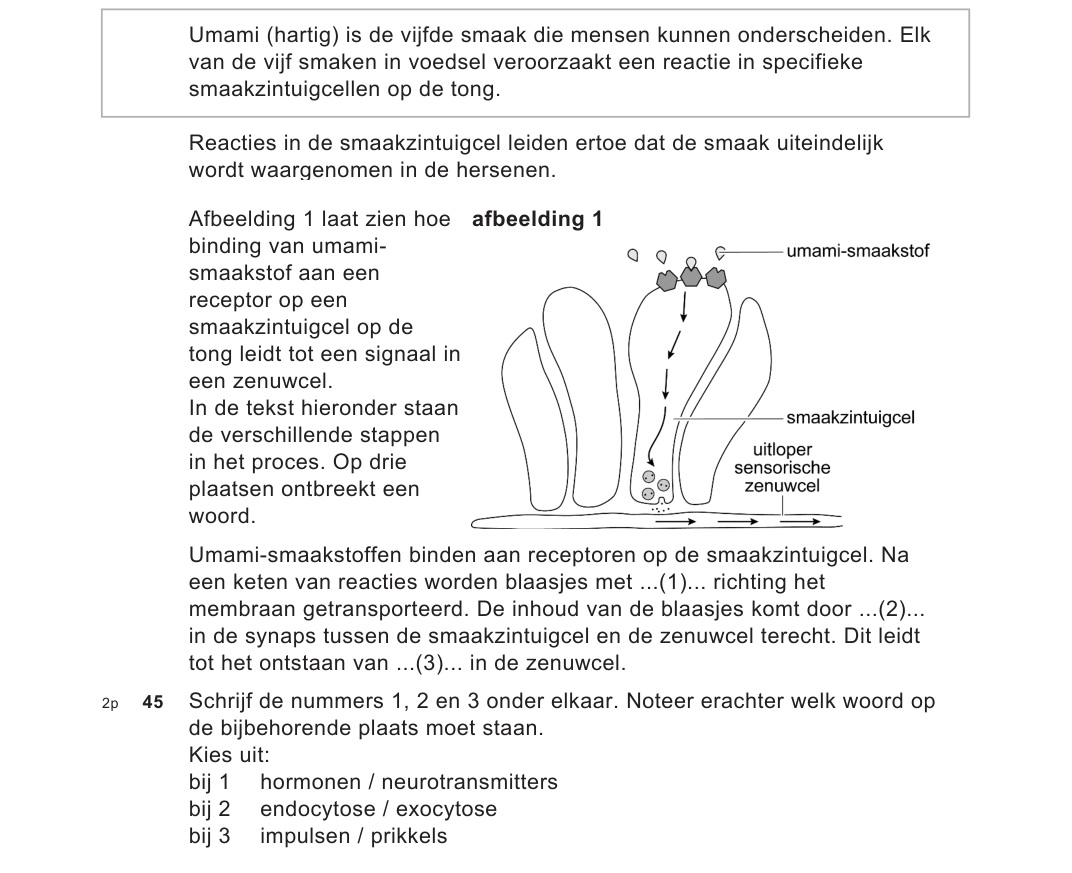 Umami (hartig) is de vijfde smaak die mensen kunnen onderscheiden. Elk
van de vijf smaken in voedsel veroorzaakt een reactie in specifieke
smaakzintuigcellen op de tong.
Reacties in de smaakzintuigcel leiden ertoe dat de smaak uiteindelijk
wordt waargenomen in de hersenen.
Afbeelding 1 laat zien hoe
binding van umami-
smaakstof aan een
receptor op een
smaakzintuigcel op de
tong leidt tot een signaal in
een zenuwcel.
In de tekst hieronder staan
de verschillende stappen
in het proces. Op drie
plaatsen ontbreekt een
woord.
afbeelding 1
umami-smaakstof
smaakzintuigcel
uitloper
sensorische
zenuwcel
Umami-smaakstoffen binden aan receptoren op de smaakzintuigcel. Na
een keten van reacties worden blaasjes met ...(1)... richting het
membraan getransporteerd. De inhoud van de blaasjes komt door ...(2)...
in de synaps tussen de smaakzintuigcel en de zenuwcel terecht. Dit leidt
tot het ontstaan van ...(3)... in de zenuwcel.
2p 45 Schrijf de nummers 1, 2 en 3 onder elkaar. Noteer erachter welk woord op
de bijbehorende plaats moet staan.
Kies uit:
bij 1 hormonen / neurotransmitters
bij 2 endocytose / exocytose
bij 3 impulsen / prikkels